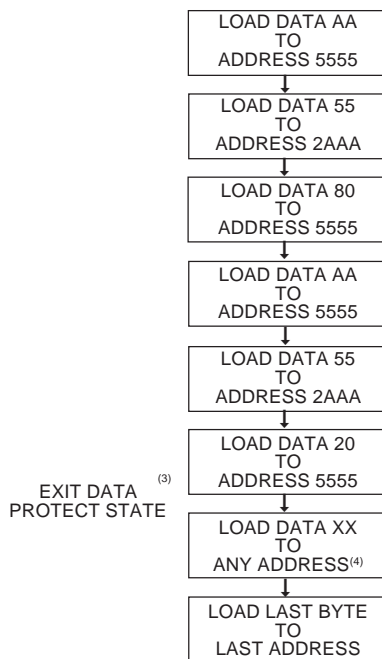 LOAD DATA AA
TO
ADDRESS 5555
LOAD DATA 55
TO
ADDRESS 2AAA
LOAD DATA 80
TO
ADDRESS 5555
LOAD DATA AA
TO
ADDRESS 5555
LOAD DATA 55
TO
ADDRESS 2AAA
LOAD DATA 20
TO
ADDRESS 5555
EXIT DATA (3)
PROTECT STATE
LOAD DATA XX
TO
ANY ADDRESS(4)
LOAD LAST BYTE
TO
LAST ADDRESS